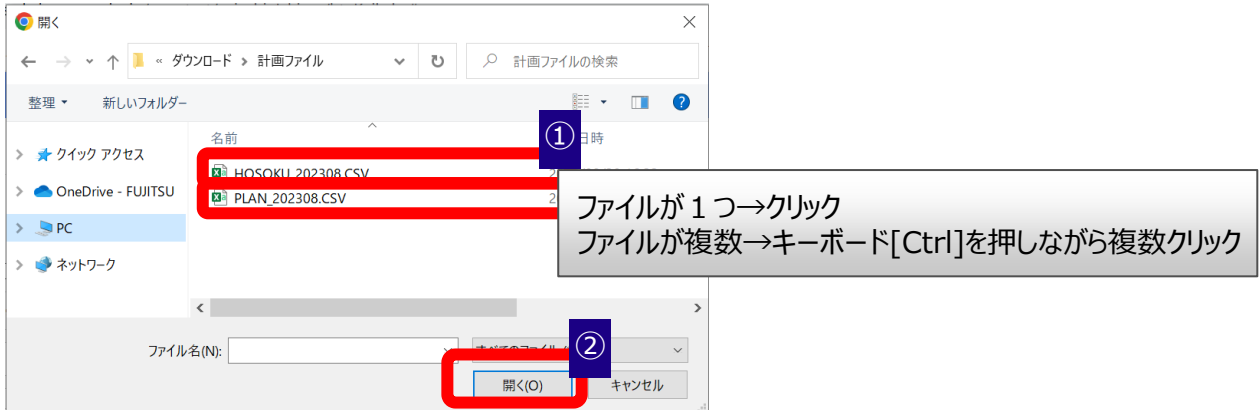 開く
« ダウンロード > 計画ファイル
計画ファイルの検索
整理
新しいフォルダー
①
名前
日時
クイック アクセス
HOSOKU_202308.CSV
OneDrive - FUJITSU
PLAN_202308.CSV
PC
ネットワーク
ファイルが１つ→クリック
ファイルが複数→キーボード[Ctrl]を押しながら複数クリック
ファイル名(N):
②
開く(O)
キャンセル